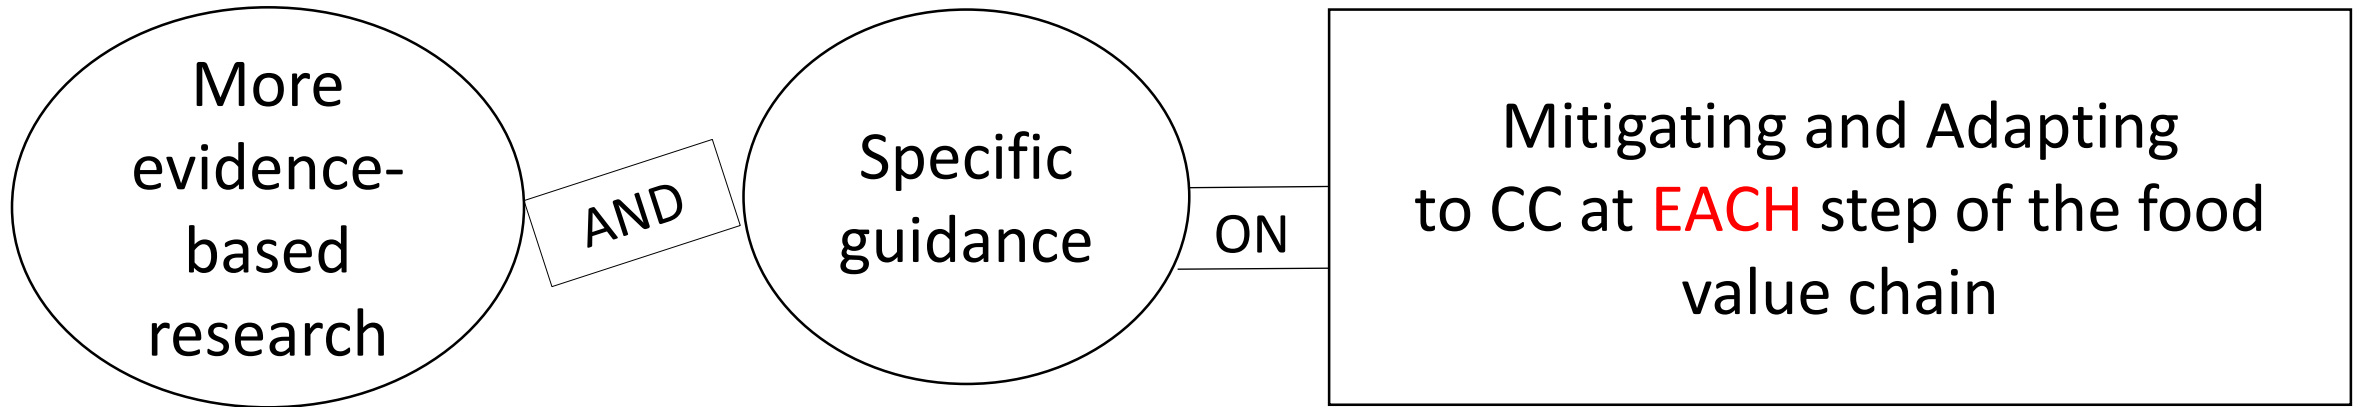 More
evidence-
based
research
AND
Specific
guidance
ON
Mitigating and Adapting
to CC at EACH step of the food
value chain